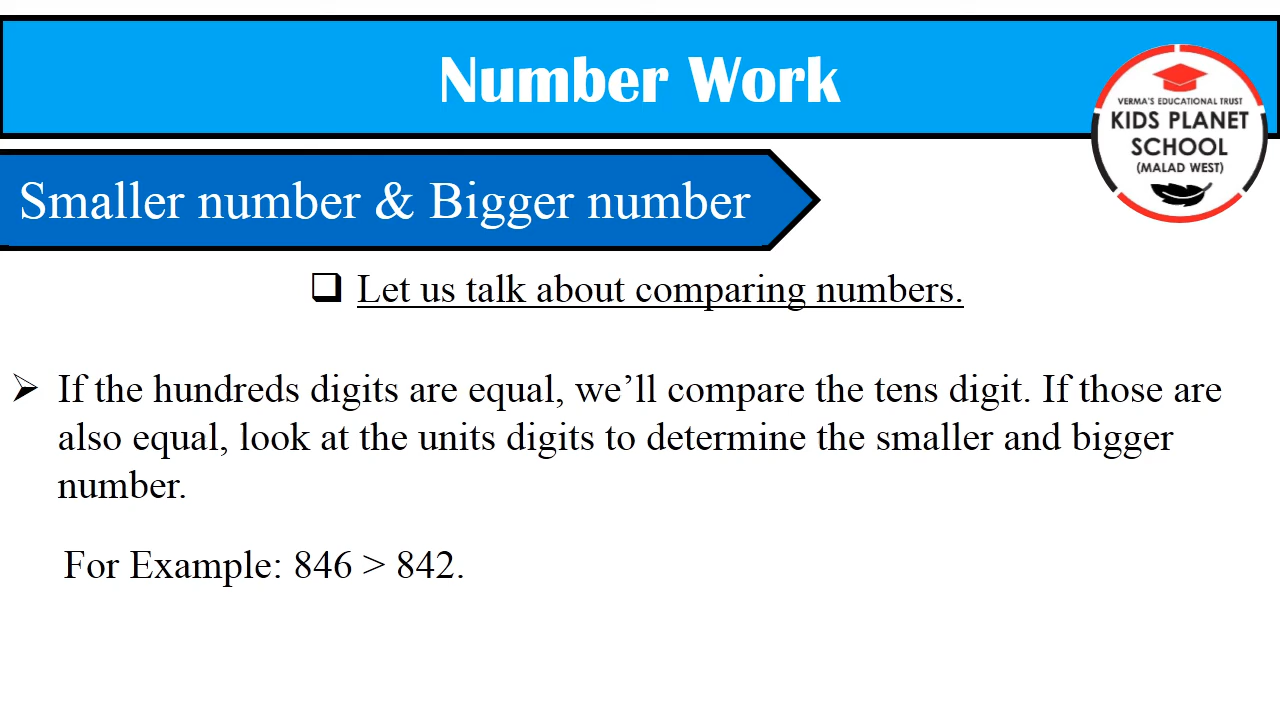 Number Work
VERMA'S EDUCATIONAL TRUST
KIDS PLANET
SCHOOL
(MALAD WEST)
Smaller number & Bigger number
Let us talk about comparing numbers.
If the hundreds digits are equal, we’ll compare the tens digit. If those are
also equal, look at the units digits to determine the smaller and bigger
number.
For Example: 846 > 842.